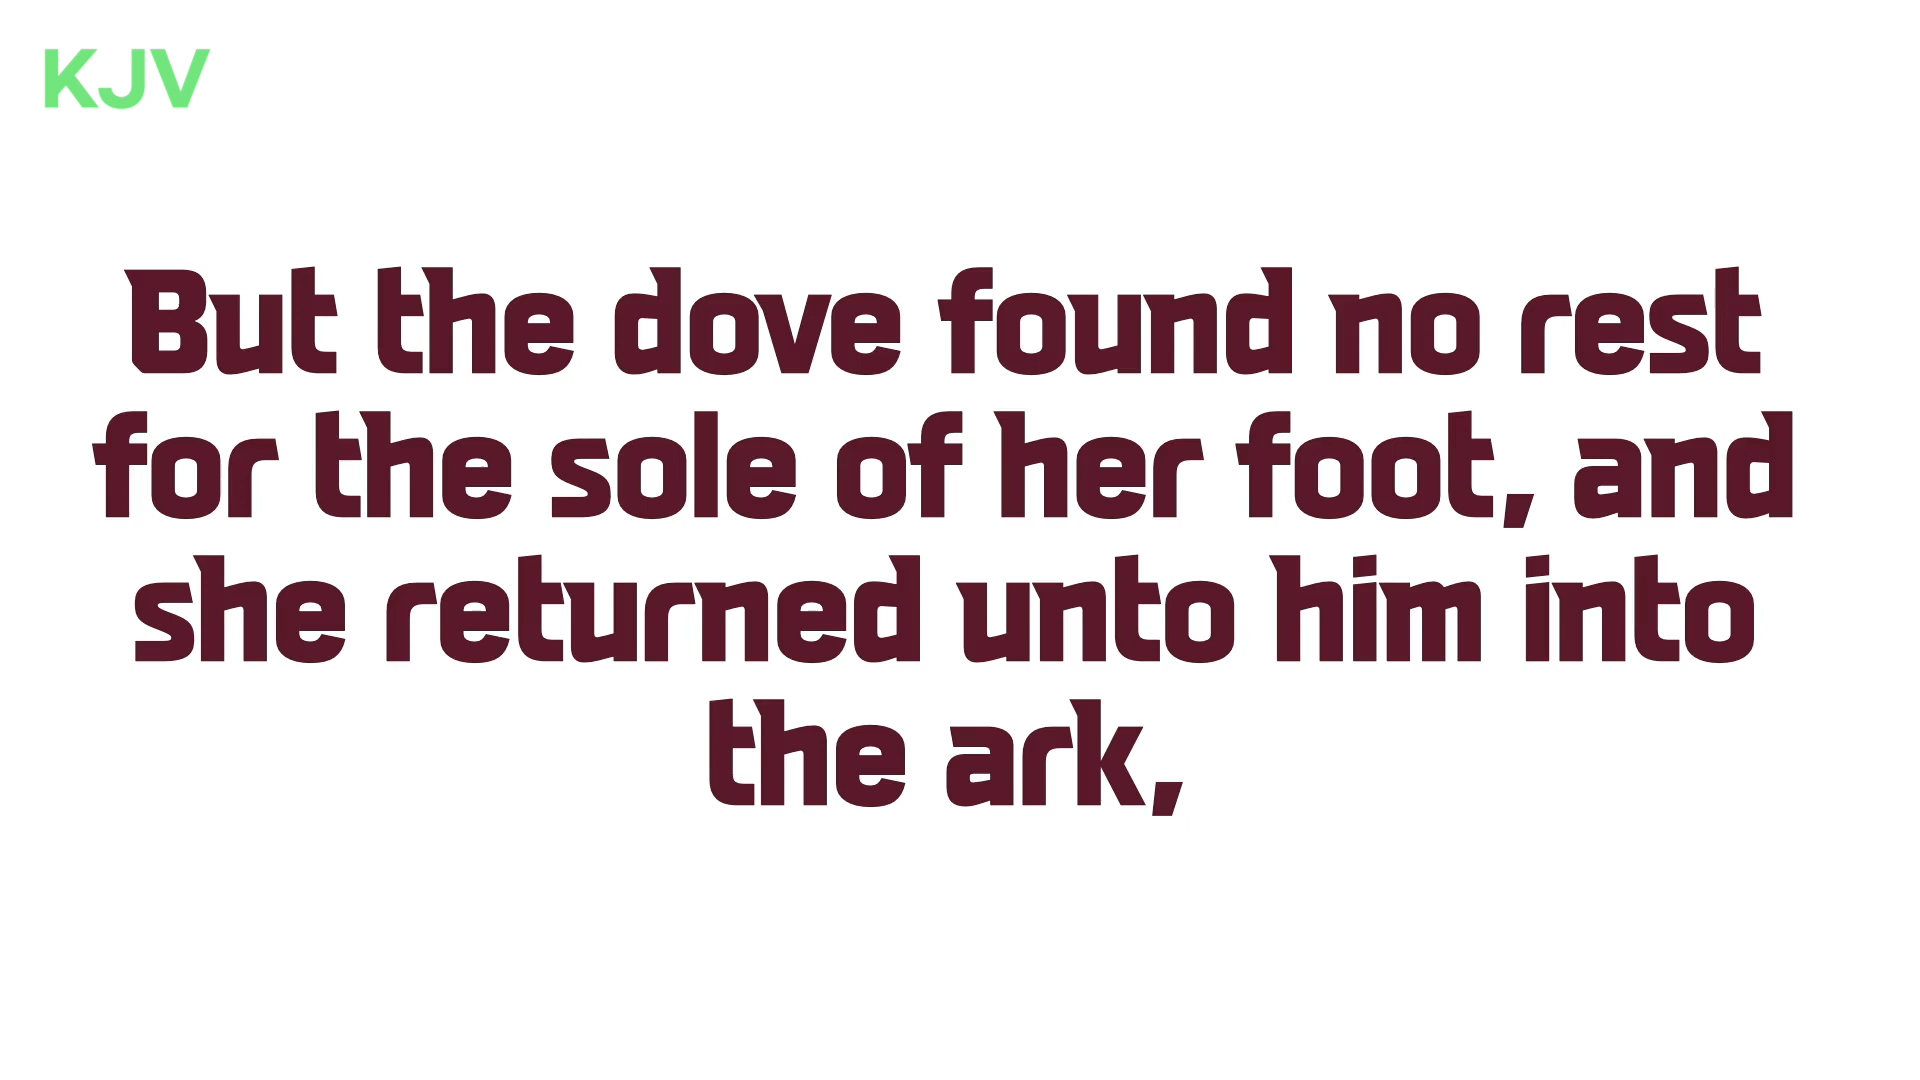 KJV
But the dove found no rest
for the sole of her foot, and
she returned unto him into
the ark,